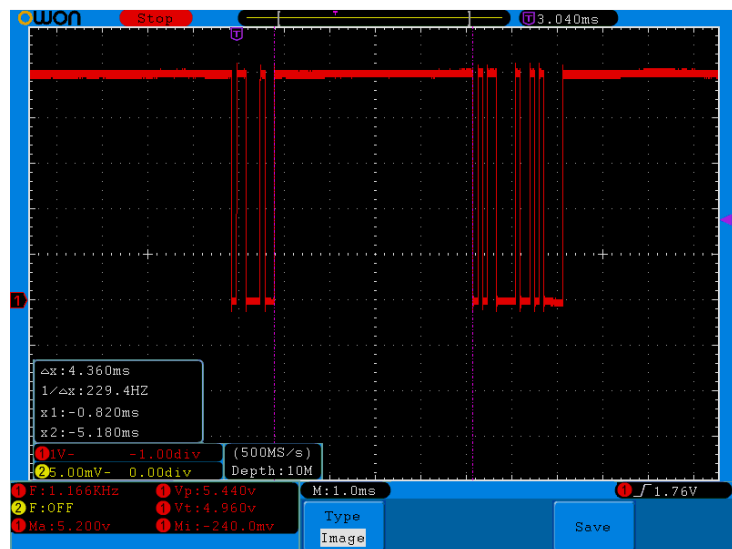 owon Stop T 3.040ms
T
1
△x:4.360ms
1/△x:229.4HZ
x1:-0.820ms
x2:-5.180ms
1 1V- -1.00div (500MS/s)
2 5.00mV- 0.00div Depth:10M
1 F:1.166KHz 1 Vp:5.440v M:1.0ms 1 1.76V
2 F:OFF 1 Vt:4.960v Type
1 Ma:5.200v 1 Mi:-240.0mv Image Save